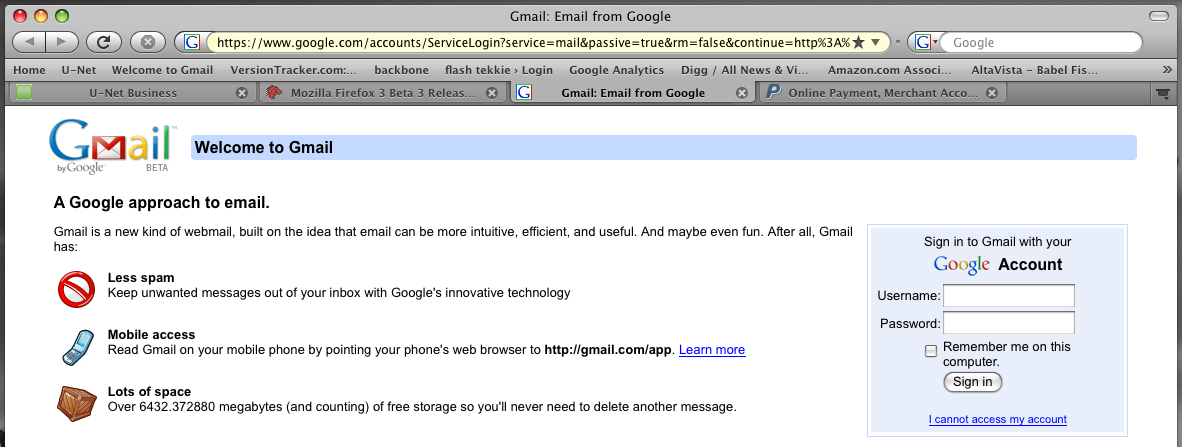 Gmail: Email from Google
https://www.google.com/accounts/ServiceLogin?service=mail&passive=true&rm=false&continue=http%3A%
Google
Home U-Net Welcome to Gmail VersionTracker.com:... backbone flash tekkie › Login Google Analytics Digg / All News & Vi... Amazon.com Associ... AltaVista - Babel Fis... »
U-Net Business Mozilla Firefox 3 Beta 3 Releas... Gmail: Email from Google Online Payment, Merchant Acco...
Gmail™
by Google BETA
Welcome to Gmail
A Google approach to email.
Gmail is a new kind of webmail, built on the idea that email can be more intuitive, efficient, and useful. And maybe even fun. After all, Gmail
has:
Less spam
Keep unwanted messages out of your inbox with Google's innovative technology
Mobile access
Read Gmail on your mobile phone by pointing your phone's web browser to http://gmail.com/app. Learn more
Lots of space
Over 6432.372880 megabytes (and counting) of free storage so you'll never need to delete another message.
Sign in to Gmail with your
Google Account
Username:
Password:
Remember me on this
computer.
Sign in
I cannot access my account